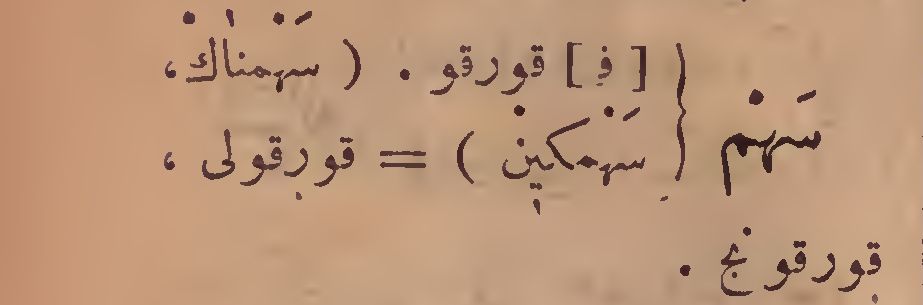 سَهْم { [ف] قورقو . ( سَهْمناك ،
سَهْمكين ) = قورقولى ،
قورقونج .